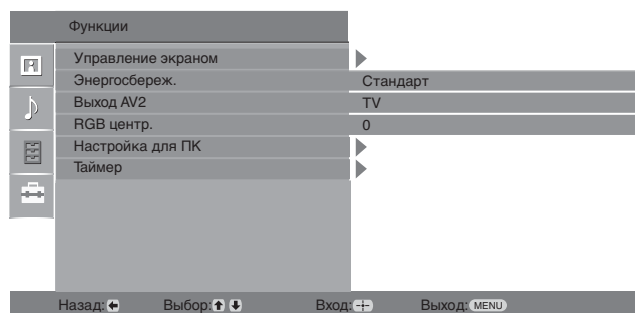 Функции
Управление экраном
Энергосбереж. Стандарт
Выход AV2 TV
RGB центр. 0
Настройка для ПК
Таймер
Назад: Выбор: Вход: Выход: MENU